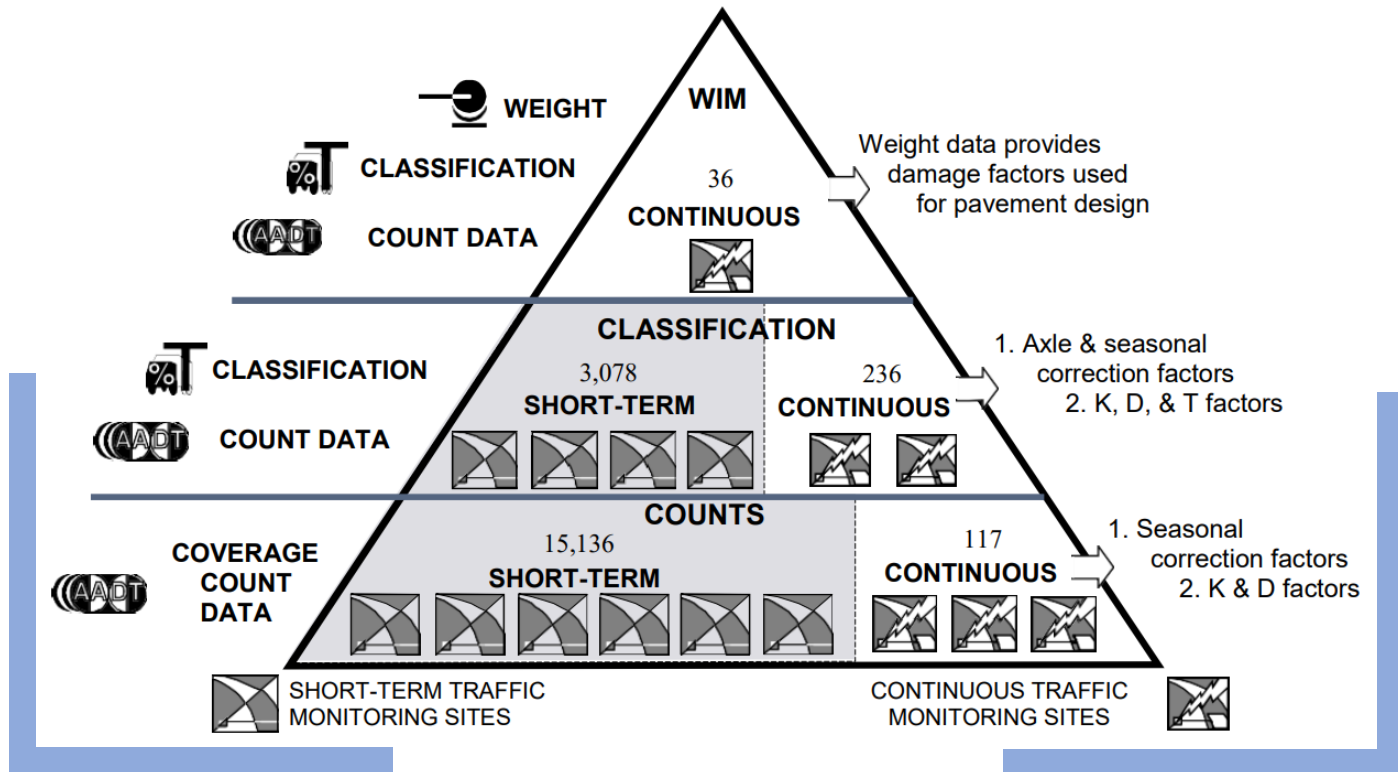 WIM
WEIGHT
%T CLASSIFICATION
AADT COUNT DATA
36
CONTINUOUS
Weight data provides
damage factors used
for pavement design
CLASSIFICATION
%T CLASSIFICATION
AADT COUNT DATA
3,078
SHORT-TERM
236
CONTINUOUS
1. Axle & seasonal
correction factors
2. K, D, & T factors
COUNTS
AADT
COVERAGE
COUNT
DATA
15,136
SHORT-TERM
117
CONTINUOUS
1. Seasonal
correction factors
2. K & D factors
SHORT-TERM TRAFFIC
MONITORING SITES
CONTINUOUS TRAFFIC
MONITORING SITES